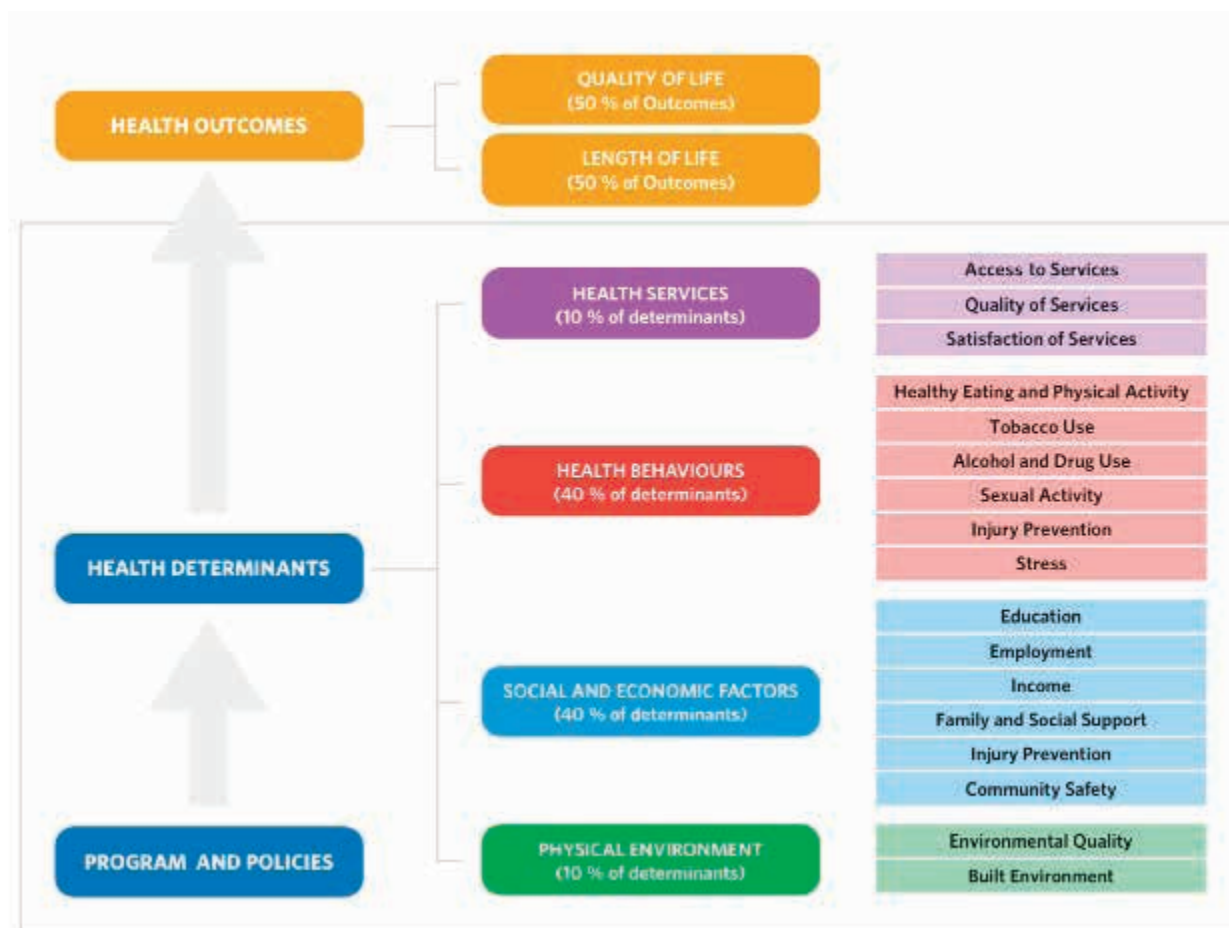 HEALTH OUTCOMES
QUALITY OF LIFE
(50 % of Outcomes)
LENGTH OF LIFE
(50 % of Outcomes)
HEALTH DETERMINANTS
HEALTH SERVICES
(10 % of determinants)
Access to Services
Quality of Services
Satisfaction of Services
HEALTH BEHAVIOURS
(40 % of determinants)
Healthy Eating and Physical Activity
Tobacco Use
Alcohol and Drug Use
Sexual Activity
Injury Prevention
Stress
SOCIAL AND ECONOMIC FACTORS
(40 % of determinants)
Education
Employment
Income
Family and Social Support
Injury Prevention
Community Safety
PHYSICAL ENVIRONMENT
(10 % of determinants)
Environmental Quality
Built Environment
PROGRAM AND POLICIES